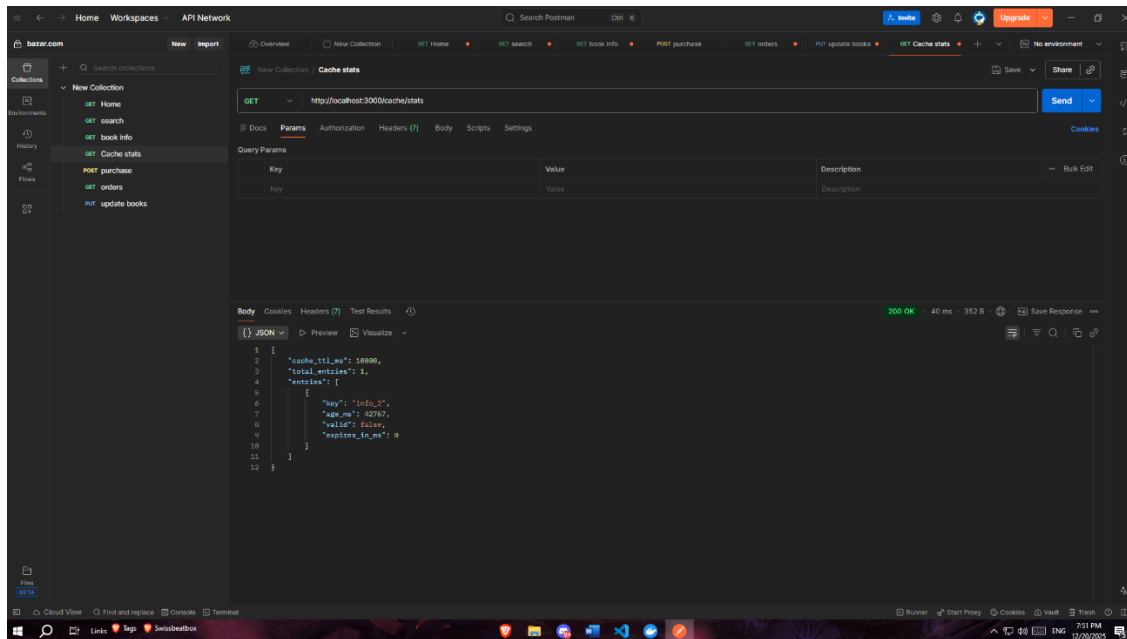 Home Workspaces API Network
Search Postman Ctrl K
Invite Upgrade
bazar.com New Import
Overview New Collection GET Home GET search GET book info POST purchase GET orders PUT update books GET Cache stats No environment
Collections
Search collections
New Collection / Cache stats
Save Share
New Collection
GET Home
GET search
GET book info
GET Cache stats
POST purchase
GET orders
PUT update books
Environments
History
Flows
GET http://localhost:3000/cache/stats Send
Docs Params Authorization Headers (7) Body Scripts Settings Cookies
Query Params
Key Value Description Bulk Edit
Key Value Description
Body Cookies Headers (7) Test Results 200 OK 40 ms 352 B Save Response
{} JSON Preview Visualize
1 {
2 "cache_ttl_ms": 10000,
3 "total_entries": 1,
4 "entries": [
5 {
6 "key": "info_2",
7 "age_ms": 42767,
8 "valid": false,
9 "expires_in_ms": 0
10 }
11 ]
12 }
Files
BETA
Cloud View Find and replace Console Terminal Runner Start Proxy Cookies Vault Trash
Links Tags Swissbeatbox ENG 7:51 PM
12/20/2025